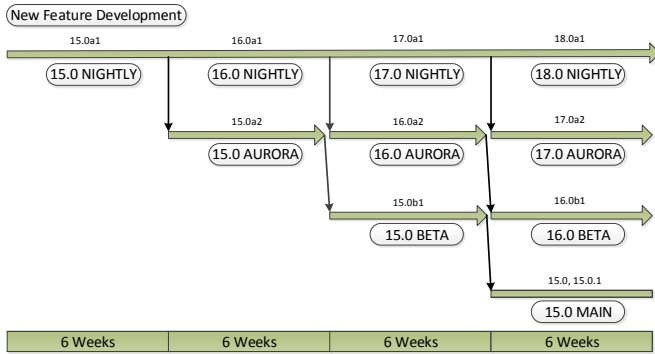 New Feature Development
15.0a1 16.0a1 17.0a1 18.0a1
15.0 NIGHTLY 16.0 NIGHTLY 17.0 NIGHTLY 18.0 NIGHTLY
15.0a2 16.0a2 17.0a2
15.0 AURORA 16.0 AURORA 17.0 AURORA
15.0b1 16.0b1
15.0 BETA 16.0 BETA
15.0, 15.0.1
15.0 MAIN
6 Weeks 6 Weeks 6 Weeks 6 Weeks